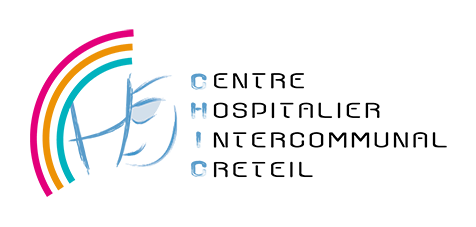 CENTRE
HOSPITALIER
INTERCOMMUNAL
CRETEIL